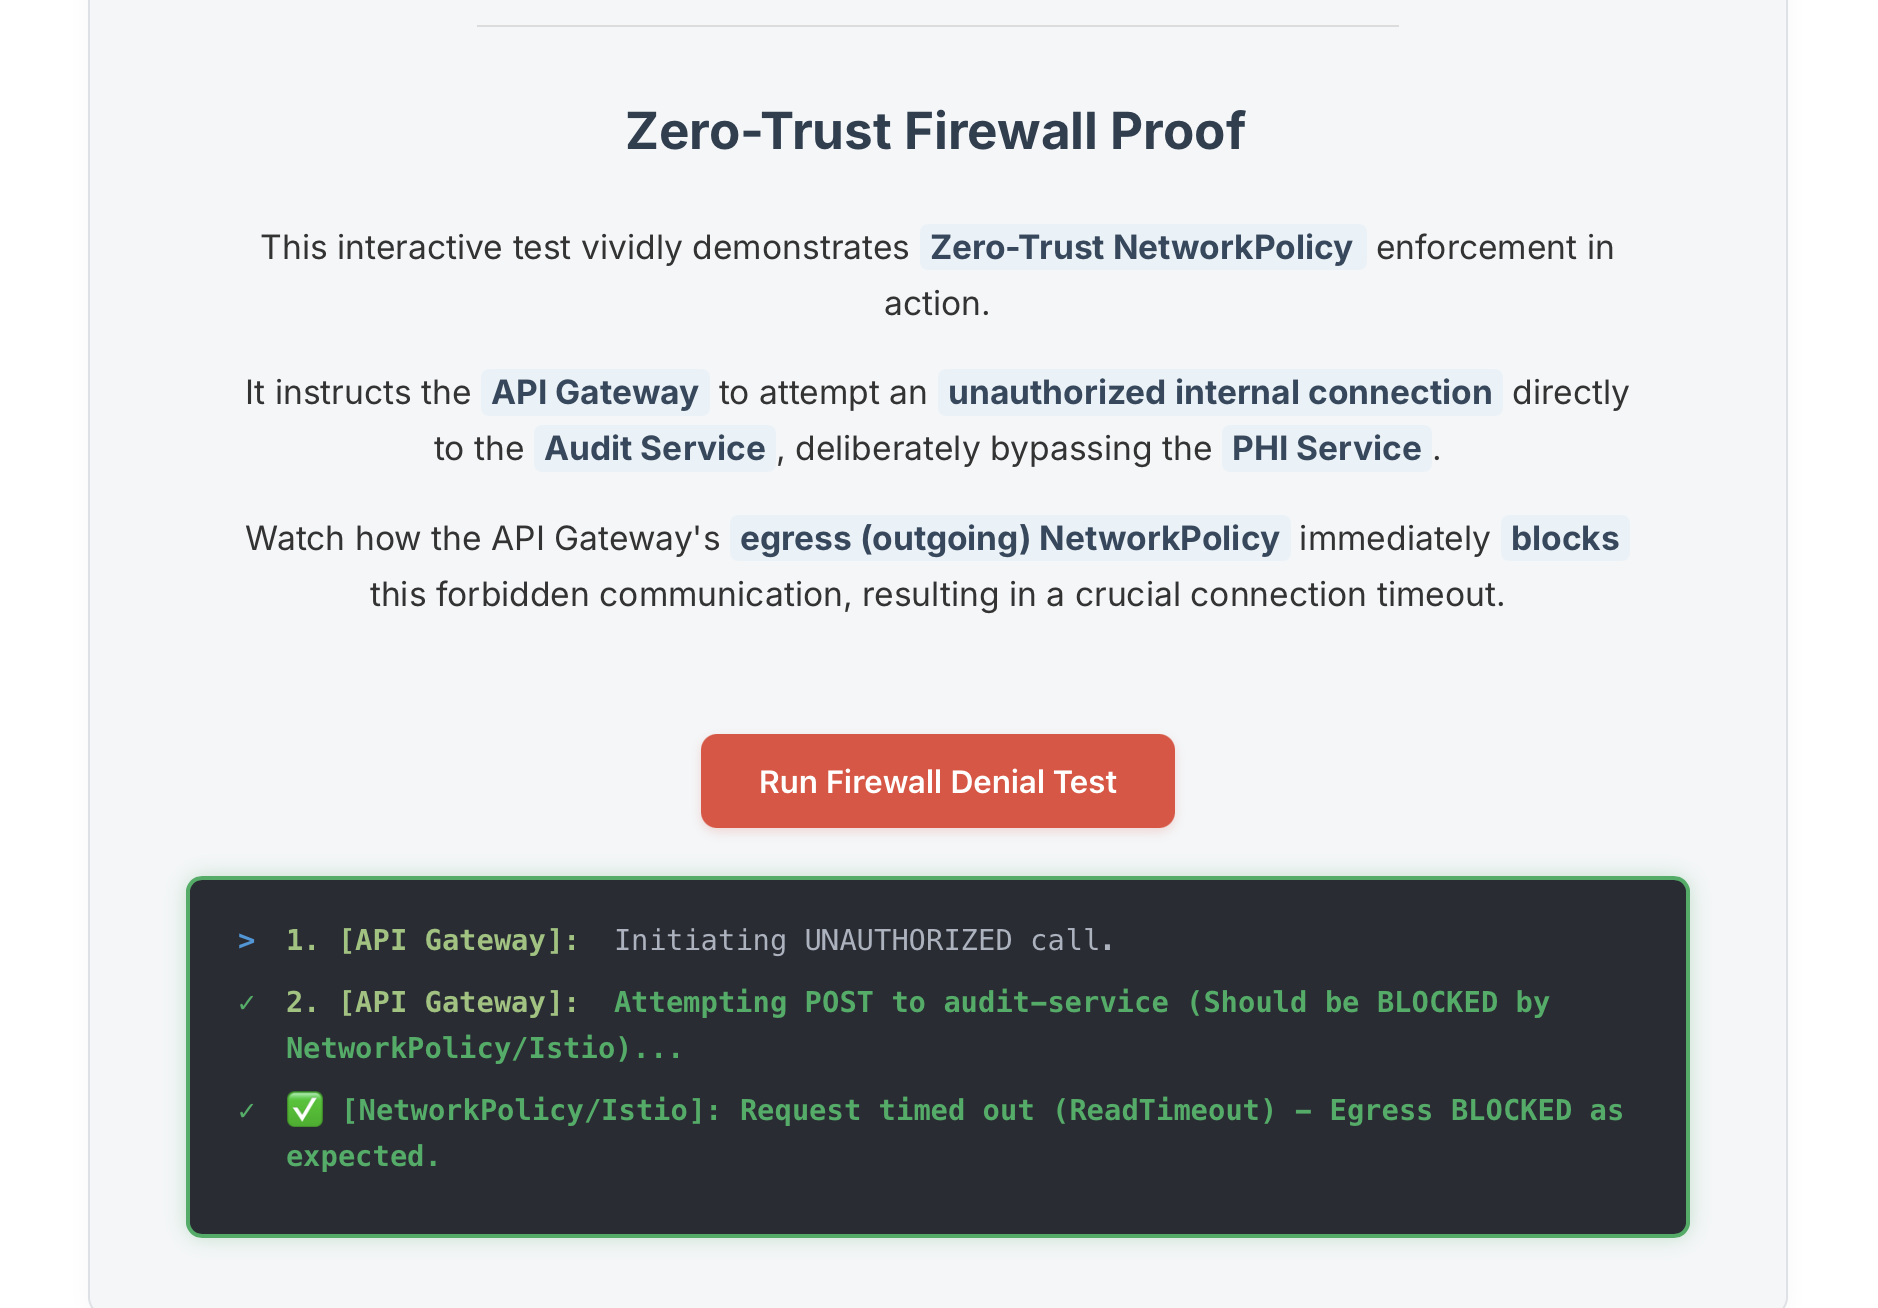 Zero-Trust Firewall Proof
This interactive test vividly demonstrates Zero-Trust NetworkPolicy enforcement in
action.
It instructs the API Gateway to attempt an unauthorized internal connection directly
to the Audit Service, deliberately bypassing the PHI Service.
Watch how the API Gateway's egress (outgoing) NetworkPolicy immediately blocks
this forbidden communication, resulting in a crucial connection timeout.
Run Firewall Denial Test
> 1. [API Gateway]: Initiating UNAUTHORIZED call.
✓ 2. [API Gateway]: Attempting POST to audit-service (Should be BLOCKED by
NetworkPolicy/Istio)...
✓ ✅ [NetworkPolicy/Istio]: Request timed out (ReadTimeout) - Egress BLOCKED as
expected.